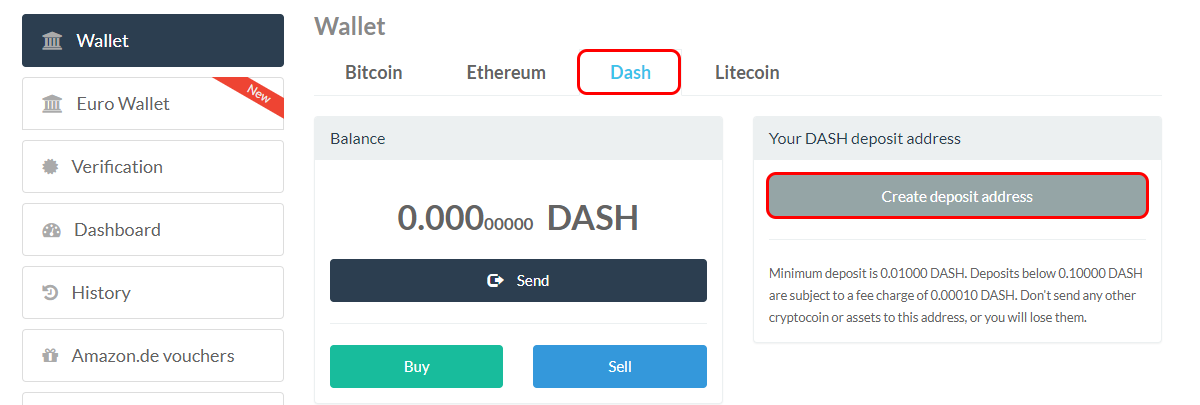 Wallet
Euro Wallet
New
Verification
Dashboard
History
Amazon.de vouchers
Wallet
Bitcoin Ethereum Dash Litecoin
Balance
0.00000000 DASH
Send
Buy Sell
Your DASH deposit address
Create deposit address
Minimum deposit is 0.01000 DASH. Deposits below 0.10000 DASH
are subject to a fee charge of 0.00010 DASH. Don't send any other
cryptocoin or assets to this address, or you will lose them.